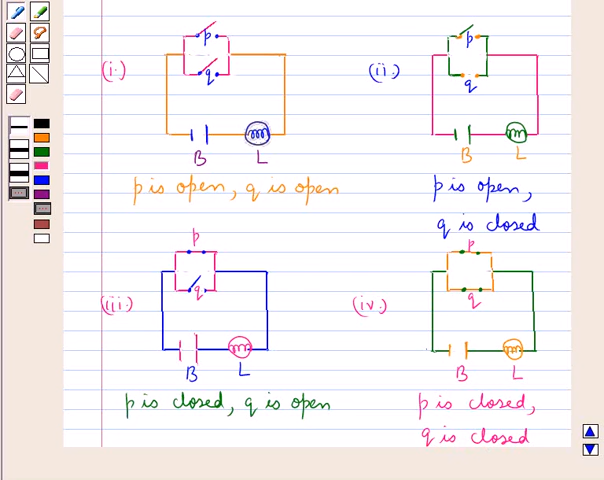 (i.)
p
q
B
L
p is open, q is open
(ii.)
p
q
B
L
p is open,
q is closed
(iii.)
p
q
B
L
p is closed, q is open
(iv.)
p
q
B
L
p is closed,
q is closed